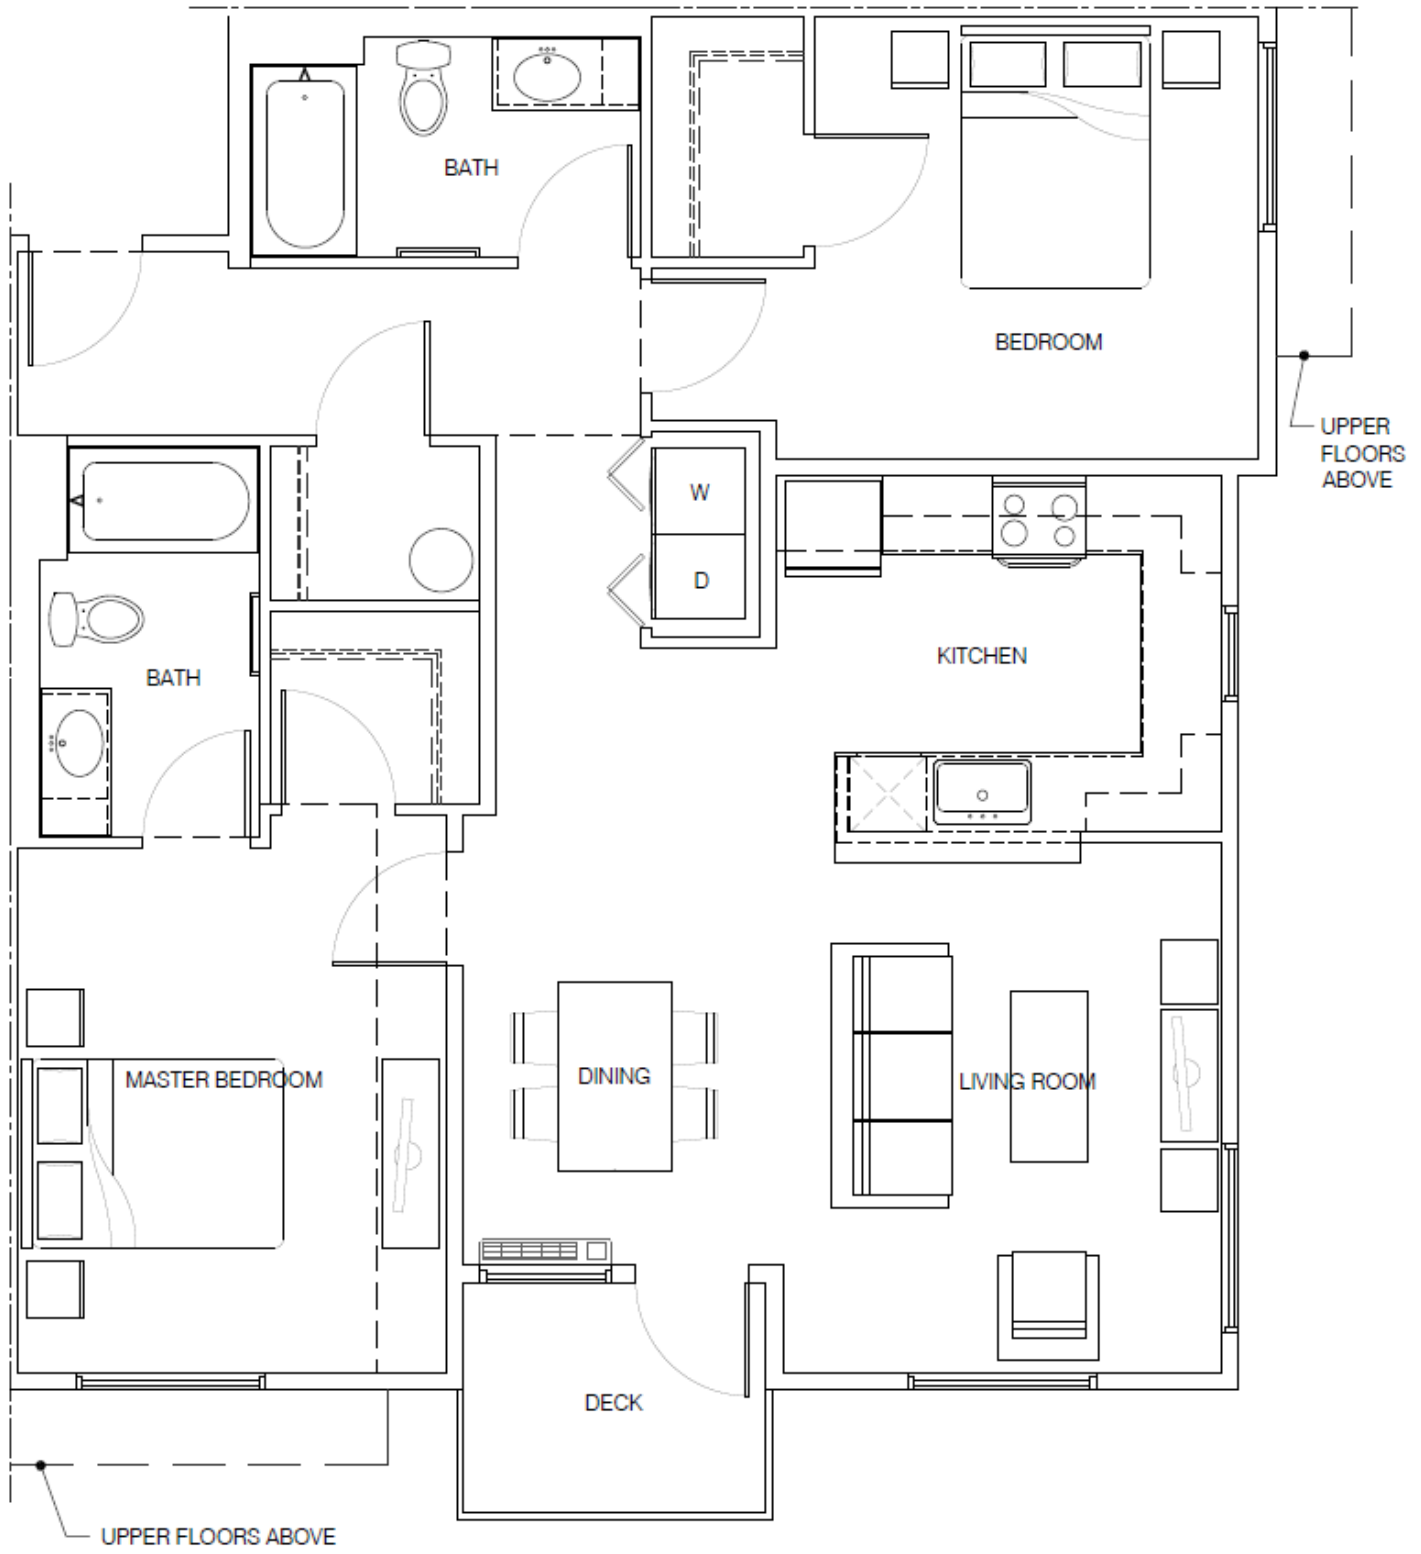 BATH
BEDROOM
UPPER
FLOORS
ABOVE
W
D
KITCHEN
BATH
MASTER BEDROOM
DINING
LIVING ROOM
DECK
UPPER FLOORS ABOVE